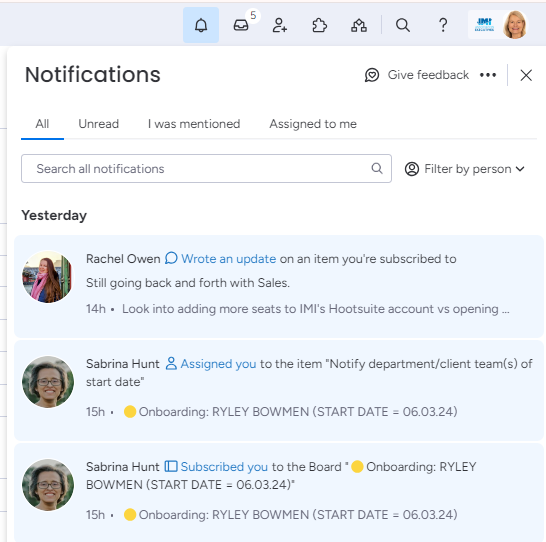 5
IMI
Notifications
Give feedback
All
Unread
I was mentioned
Assigned to me
Search all notifications
Filter by person
Yesterday
Rachel Owen Wrote an update on an item you're subscribed to
Still going back and forth with Sales.
14h • Look into adding more seats to IMI's Hootsuite account vs opening ...
Sabrina Hunt Assigned you to the item "Notify department/client team(s) of
start date"
15h • Onboarding: RYLEY BOWMEN (START DATE = 06.03.24)
Sabrina Hunt Subscribed you to the Board " Onboarding: RYLEY
BOWMEN (START DATE = 06.03.24)"
15h • Onboarding: RYLEY BOWMEN (START DATE = 06.03.24)